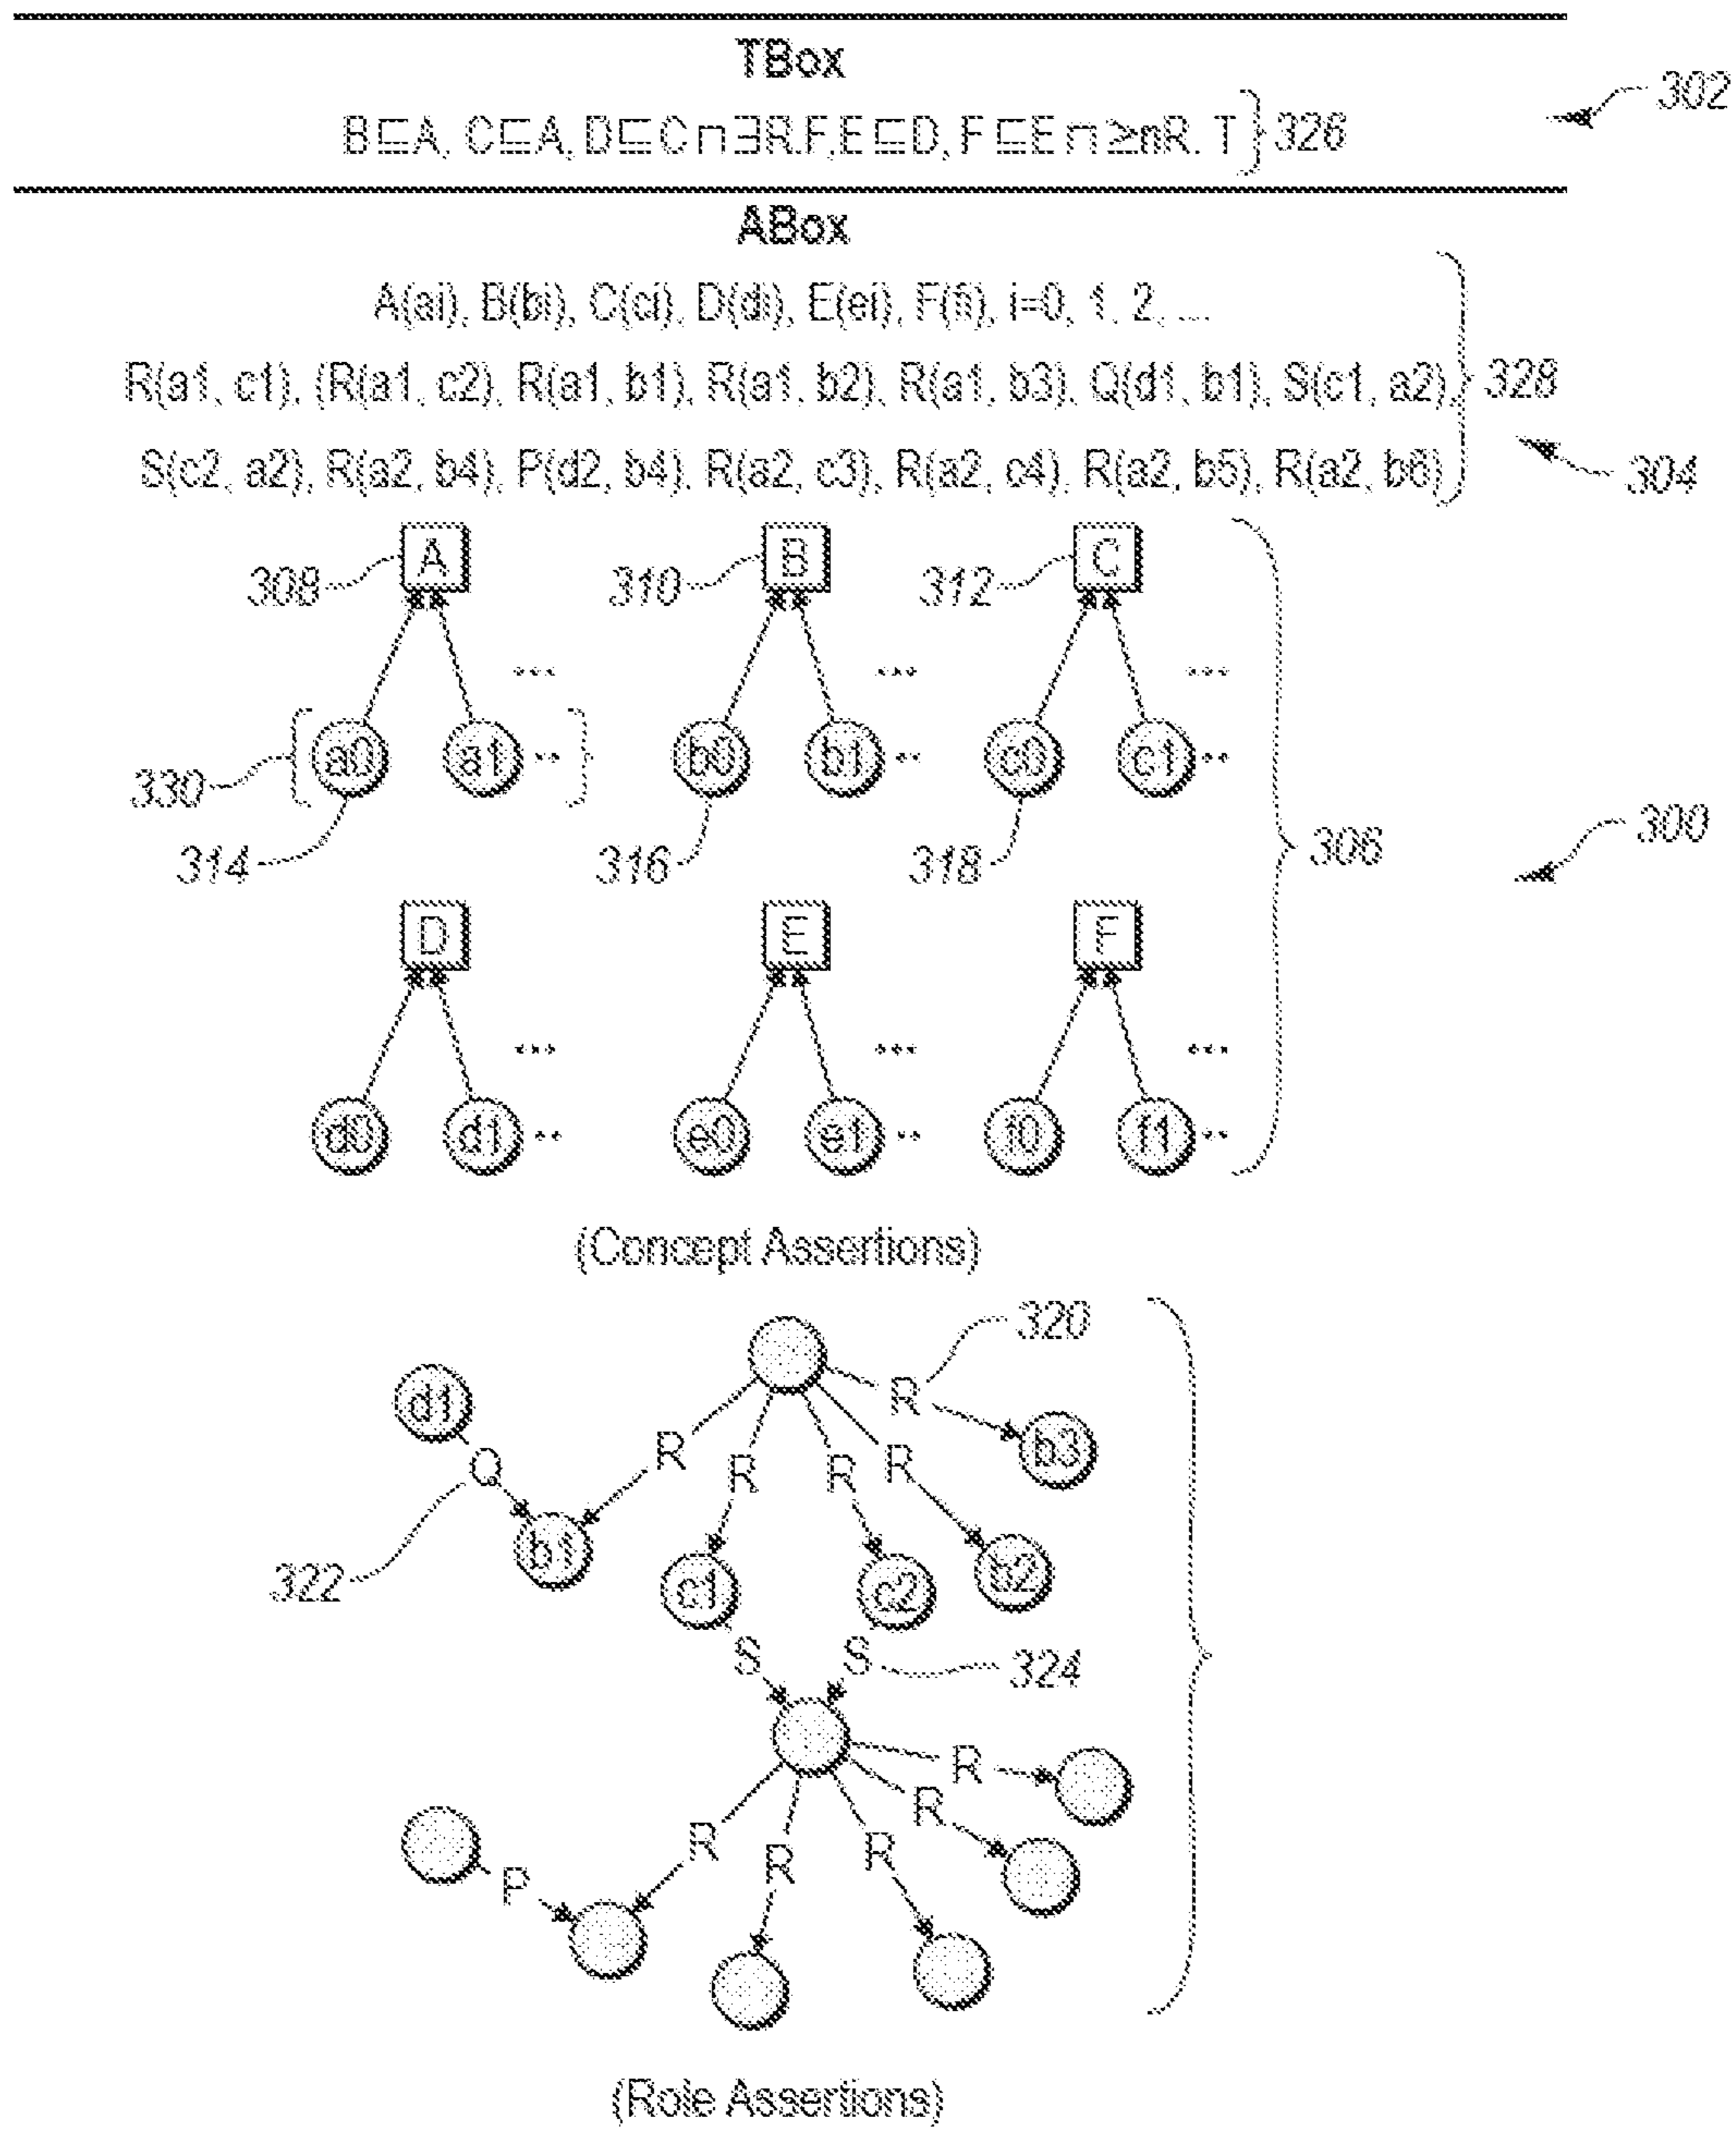 TBox
302
B⊑A, C⊑A, D⊑C⊓∃R.F, E⊑D, F⊑E⊓≥nR. T } 326
ABox
A(ai), B(bi), C(ci), D(di), E(ei), F(fi), i=0, 1, 2, ...
R(a1, c1), (R(a1, c2), R(a1, b1), R(a1, b2), R(a1, b3), Q(d1, b1), S(c1, a2), 328
S(c2, a2), R(a2, b4), P(d2, b4), R(a2, c3), R(a2, c4), R(a2, b5), R(a2, b6) 304
A B C
308 310 312
... ... ...
330 a0 a1 .. b0 b1 .. c0 c1 ..
314 316 318 306 300
D E F
... ... ...
d0 d1 .. e0 e1 .. f0 f1 ..
(Concept Assertions)
320
d1 R
Q R R R R b3
322 b1 c1 c2 b2
S S 324
R
R R R R
P
(Role Assertions)